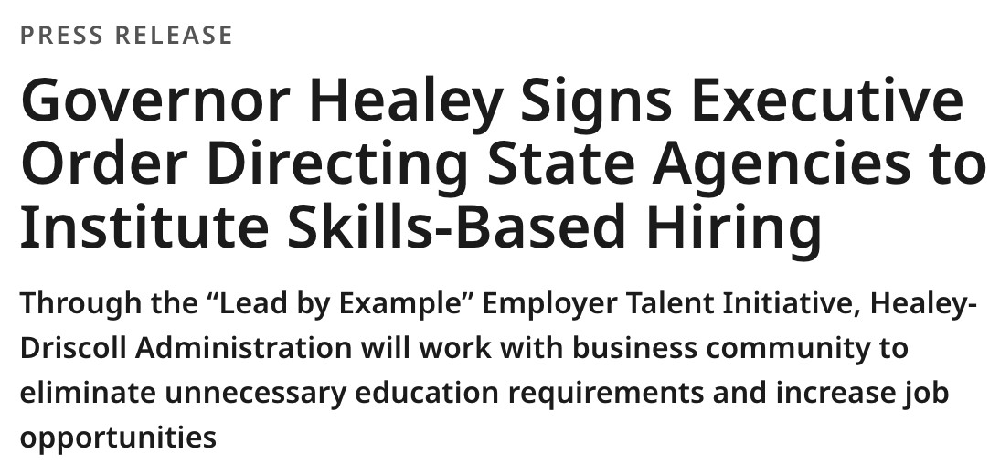 PRESS RELEASE
Governor Healey Signs Executive
Order Directing State Agencies to
Institute Skills-Based Hiring
Through the “Lead by Example” Employer Talent Initiative, Healey-
Driscoll Administration will work with business community to
eliminate unnecessary education requirements and increase job
opportunities